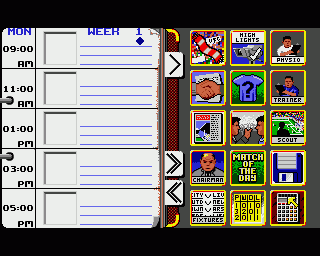 MON WEEK 1
09:00
AM
11:00
AM
01:00
PM
03:00
PM
05:00
PM
HIGH
LIGHTS
PHYSIO
?
TRAINER
SCOUT
CHAIRMAN
MATCH
OF THE
DAY
FIXTURES
PWDL